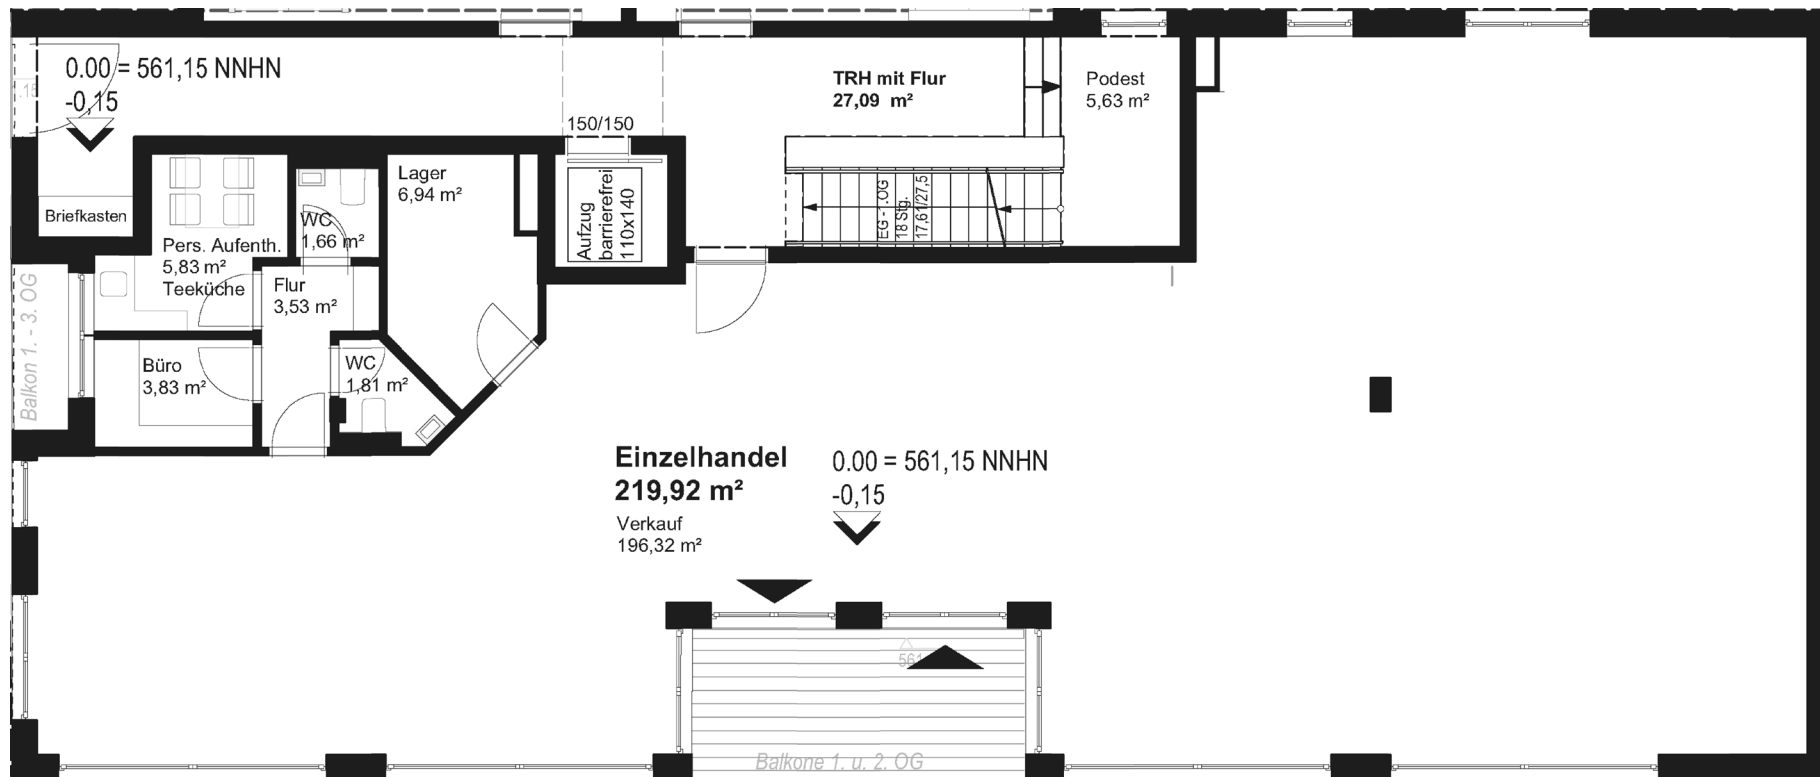 0.00 = 561,15 NNHN
-0,15
Briefkasten
Pers. Aufenth.
5,83 m²
Teeküche
WC
1,66 m²
Flur
3,53 m²
Lager
6,94 m²
Büro
3,83 m²
WC
1,81 m²
Balkon 1. - 3. OG
150/150
Aufzug
barrierefrei
110x140
TRH mit Flur
27,09 m²
Podest
5,63 m²
EG - 1.OG
18 Stg.
17,61/27,5
Einzelhandel
219,92 m²
Verkauf
196,32 m²
0.00 = 561,15 NNHN
-0,15
Balkone 1. u. 2. OG